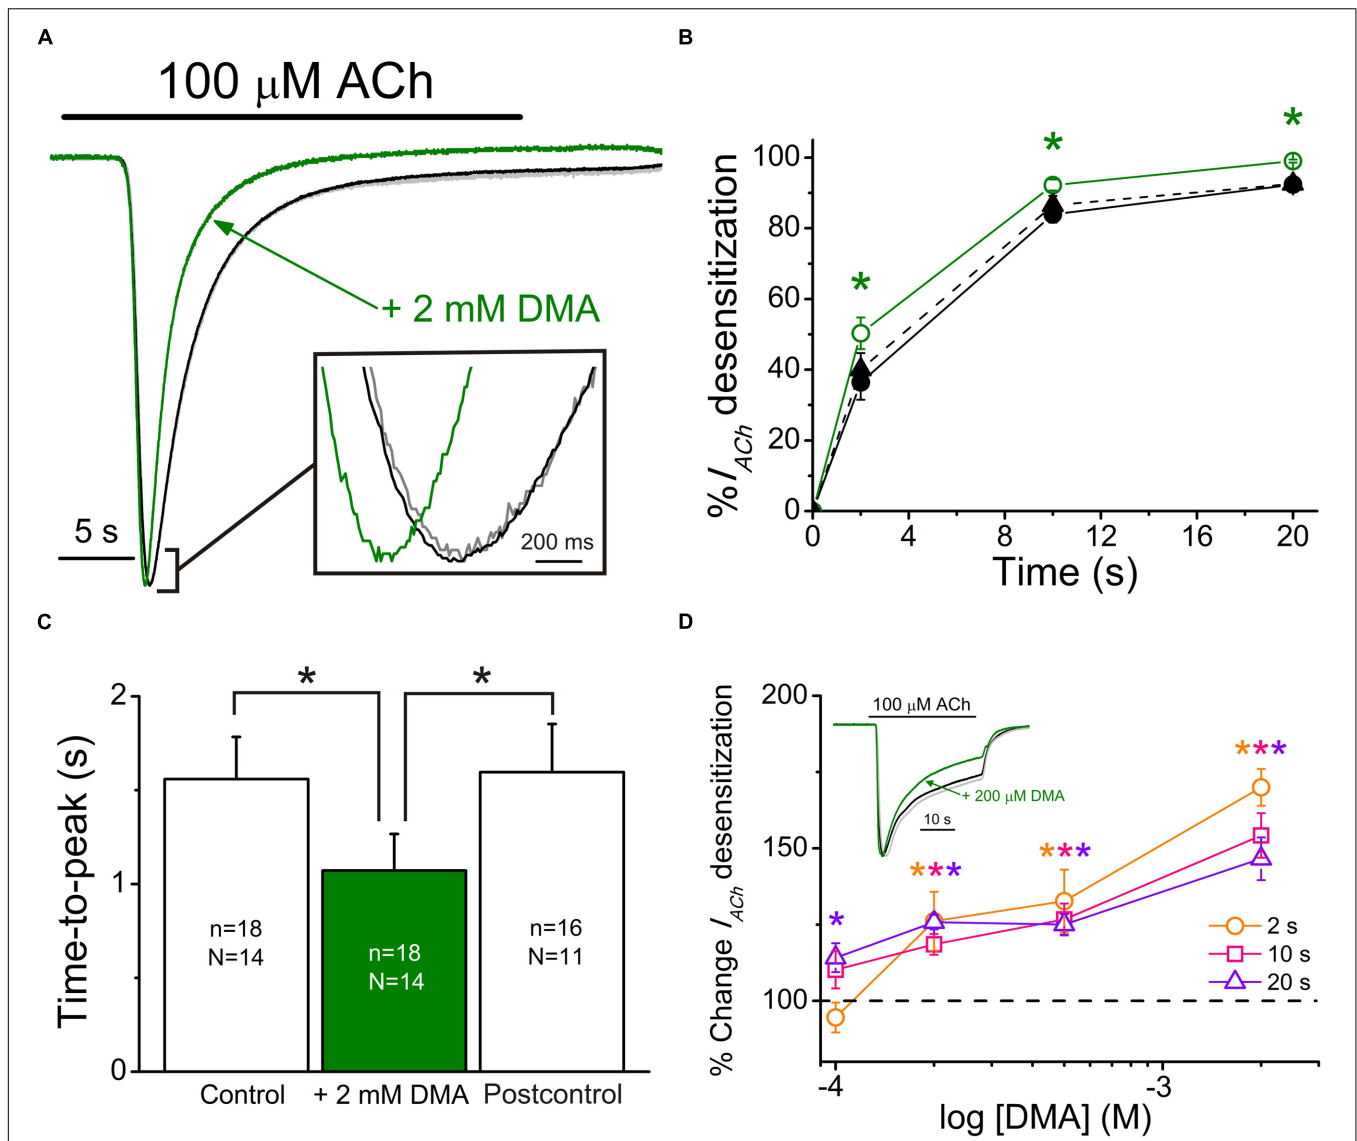 A
100 μM ACh
+ 2 mM DMA
5 s
200 ms
B
* * *
%I_ACh desensitization
100
80
60
40
20
0
0 4 8 12 16 20
Time (s)
C
* *
Time-to-peak (s)
2
1
0
n=18
N=14
n=18
N=14
n=16
N=11
Control + 2 mM DMA Postcontrol
D
% Change I_ACh desensitization
200
150
100
100 μM ACh
+ 200 μM DMA
10 s
*
***
***
***
2 s
10 s
20 s
-4 -3
log [DMA] (M)